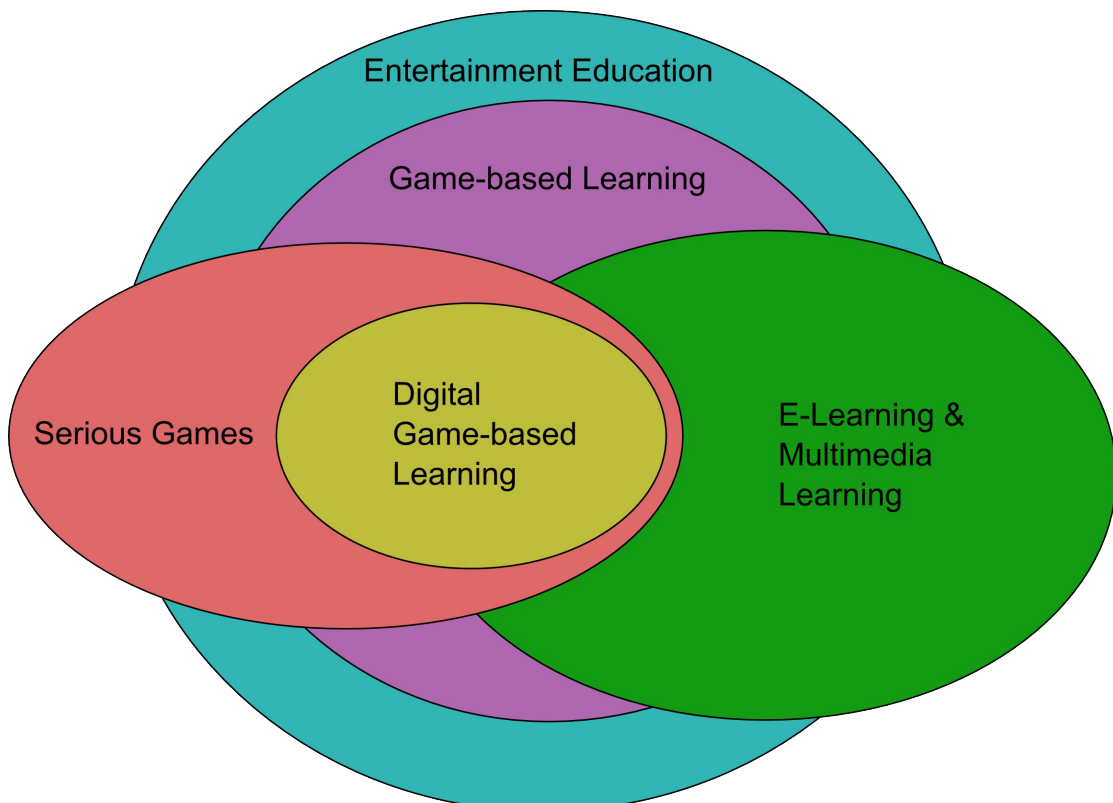 Entertainment Education
Game-based Learning
Serious Games
Digital
Game-based
Learning
E-Learning &
Multimedia
Learning